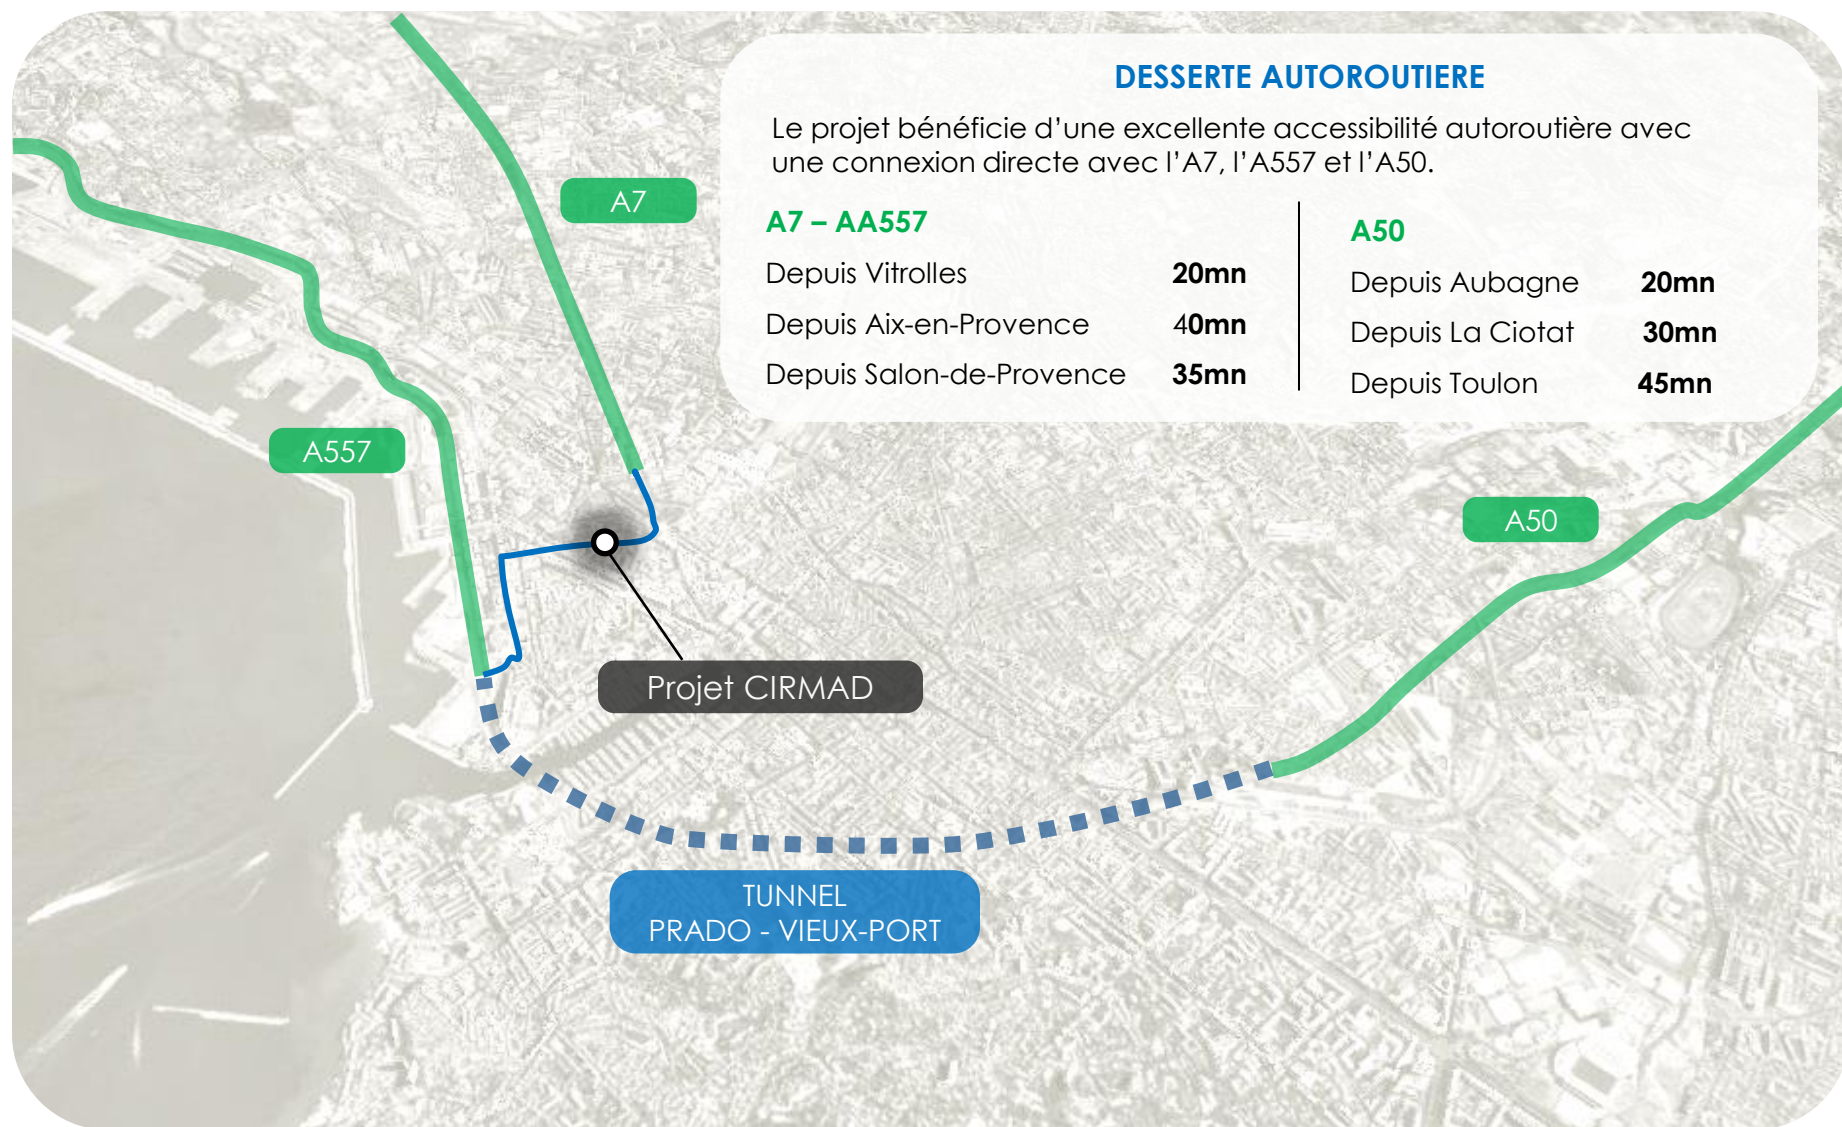 DESSERTE AUTOROUTIERE
Le projet bénéficie d'une excellente accessibilité autoroutière avec
une connexion directe avec l'A7, l'A557 et l'A50.
A7 – AA557
Depuis Vitrolles 20mn
Depuis Aix-en-Provence 40mn
Depuis Salon-de-Provence 35mn
A50
Depuis Aubagne 20mn
Depuis La Ciotat 30mn
Depuis Toulon 45mn
A7
A557
A50
Projet CIRMAD
TUNNEL
PRADO - VIEUX-PORT